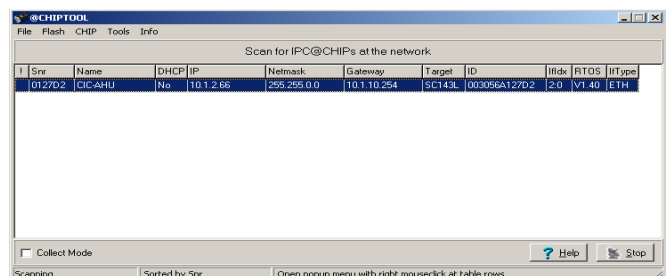 @CHIPTOOL
File Flash CHIP Tools Info
Scan for IPC@CHIPs at the network
! Snr Name DHCP IP Netmask Gateway Target ID IfIdx RTOS IfType
0127D2 CIC-AHU No 10.1.2.66 255.255.0.0 10.1.10.254 SC143L 003056A127D2 2:0 V1.40 ETH
Collect Mode
? Help Stop
Scanning Sorted by Snr Open popup menu with right mouseclick at table rows